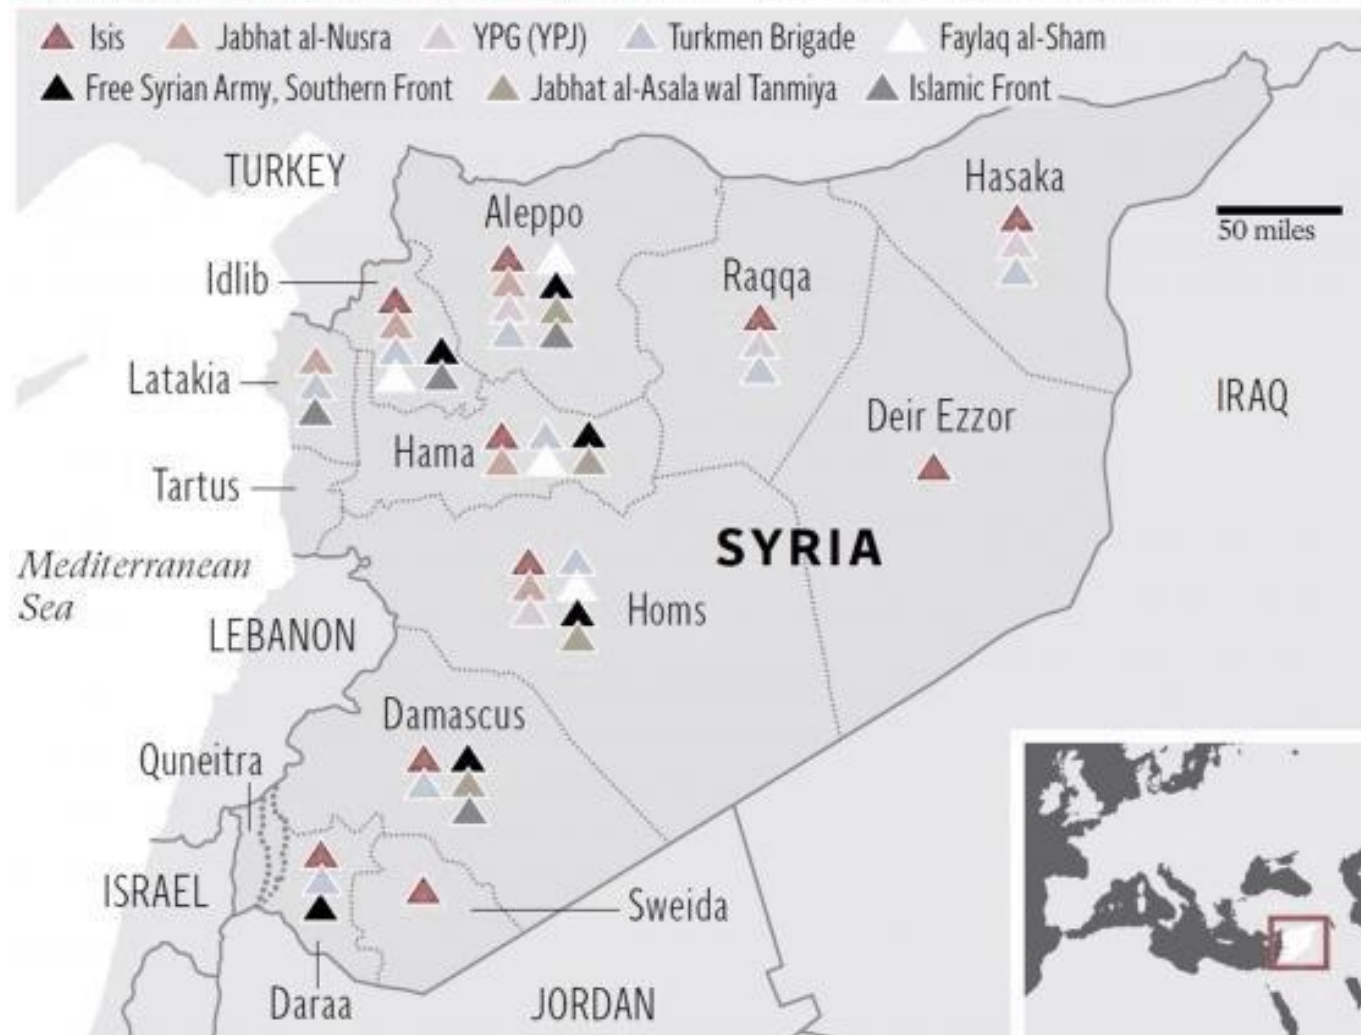 Isis Jabhat al-Nusra YPG (YPJ) Turkmen Brigade Faylaq al-Sham
Free Syrian Army, Southern Front Jabhat al-Asala wal Tanmiya Islamic Front
TURKEY
Hasaka
Aleppo
50 miles
Idlib
Raqqa
Latakia
IRAQ
Deir Ezzor
Hama
Tartus
SYRIA
Mediterranean
Sea
Homs
LEBANON
Damascus
Quneitra
ISRAEL
Sweida
Daraa
JORDAN